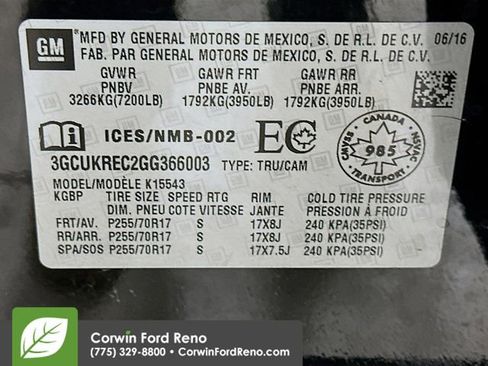 GM
MFD BY GENERAL MOTORS DE MEXICO, S. DE R.L. DE C.V. 06/16
FAB. PAR GENERAL MOTORS DE MEXICO, S. DE R.L. DE C.V.
GVWR GAWR FRT GAWR RR
PNBV PNBE AV. PNBE ARR.
3266KG(7200LB) 1792KG(3950LB) 1792KG(3950LB)
ICES/NMB-002 EC
CANADA
CMVSS 985 NSVAC
TRANSPORT
3GCUKREC2GG366003 TYPE: TRU/CAM
MODEL/MODÈLE K15543
KGBP TIRE SIZE SPEED RTG RIM COLD TIRE PRESSURE
DIM. PNEU COTE VITESSE JANTE PRESSION À FROID
FRT/AV. P255/70R17 S 17X8J 240 KPA(35PSI)
RR/ARR. P255/70R17 S 17X8J 240 KPA(35PSI)
SPA/SOS P255/70R17 S 17X7.5J 240 KPA(35PSI)
Corwin Ford Reno
(775) 329-8800 • CorwinFordReno.com